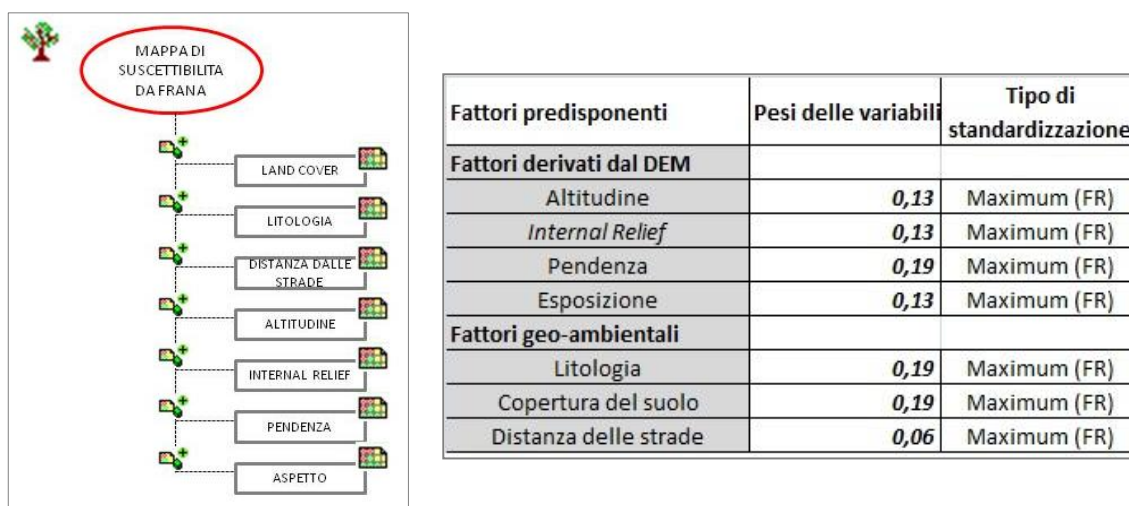 MAPPA DI
SUSCETTIBILITA
DA FRANA
LAND COVER
LITOLOGIA
DISTANZA DALLE
STRADE
ALTITUDINE
INTERNAL RELIEF
PENDENZA
ASPETTO
Fattori predisponenti Pesi delle variabili Tipo di
standardizzazione
Fattori derivati dal DEM
Altitudine 0,13 Maximum (FR)
Internal Relief 0,13 Maximum (FR)
Pendenza 0,19 Maximum (FR)
Esposizione 0,13 Maximum (FR)
Fattori geo-ambientali
Litologia 0,19 Maximum (FR)
Copertura del suolo 0,19 Maximum (FR)
Distanza delle strade 0,06 Maximum (FR)